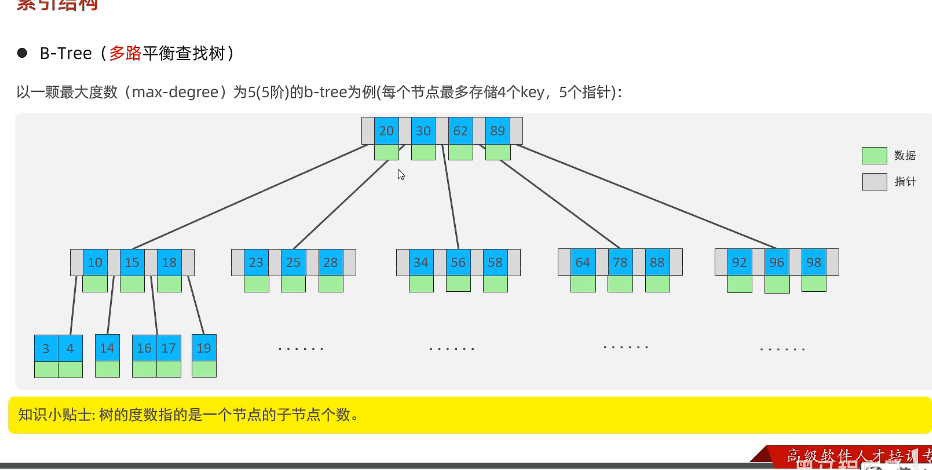 索引结构
B-Tree（多路平衡查找树）
以一颗最大度数（max-degree）为5(5阶)的b-tree为例(每个节点最多存储4个key，5个指针)：
20 30 62 89
数据
指针
10 15 18 23 25 28 34 56 58 64 78 88 92 96 98
3 4 14 16 17 19 ...... ...... ...... ......
知识小贴士: 树的度数指的是一个节点的子节点个数。
高级软件人才培训专